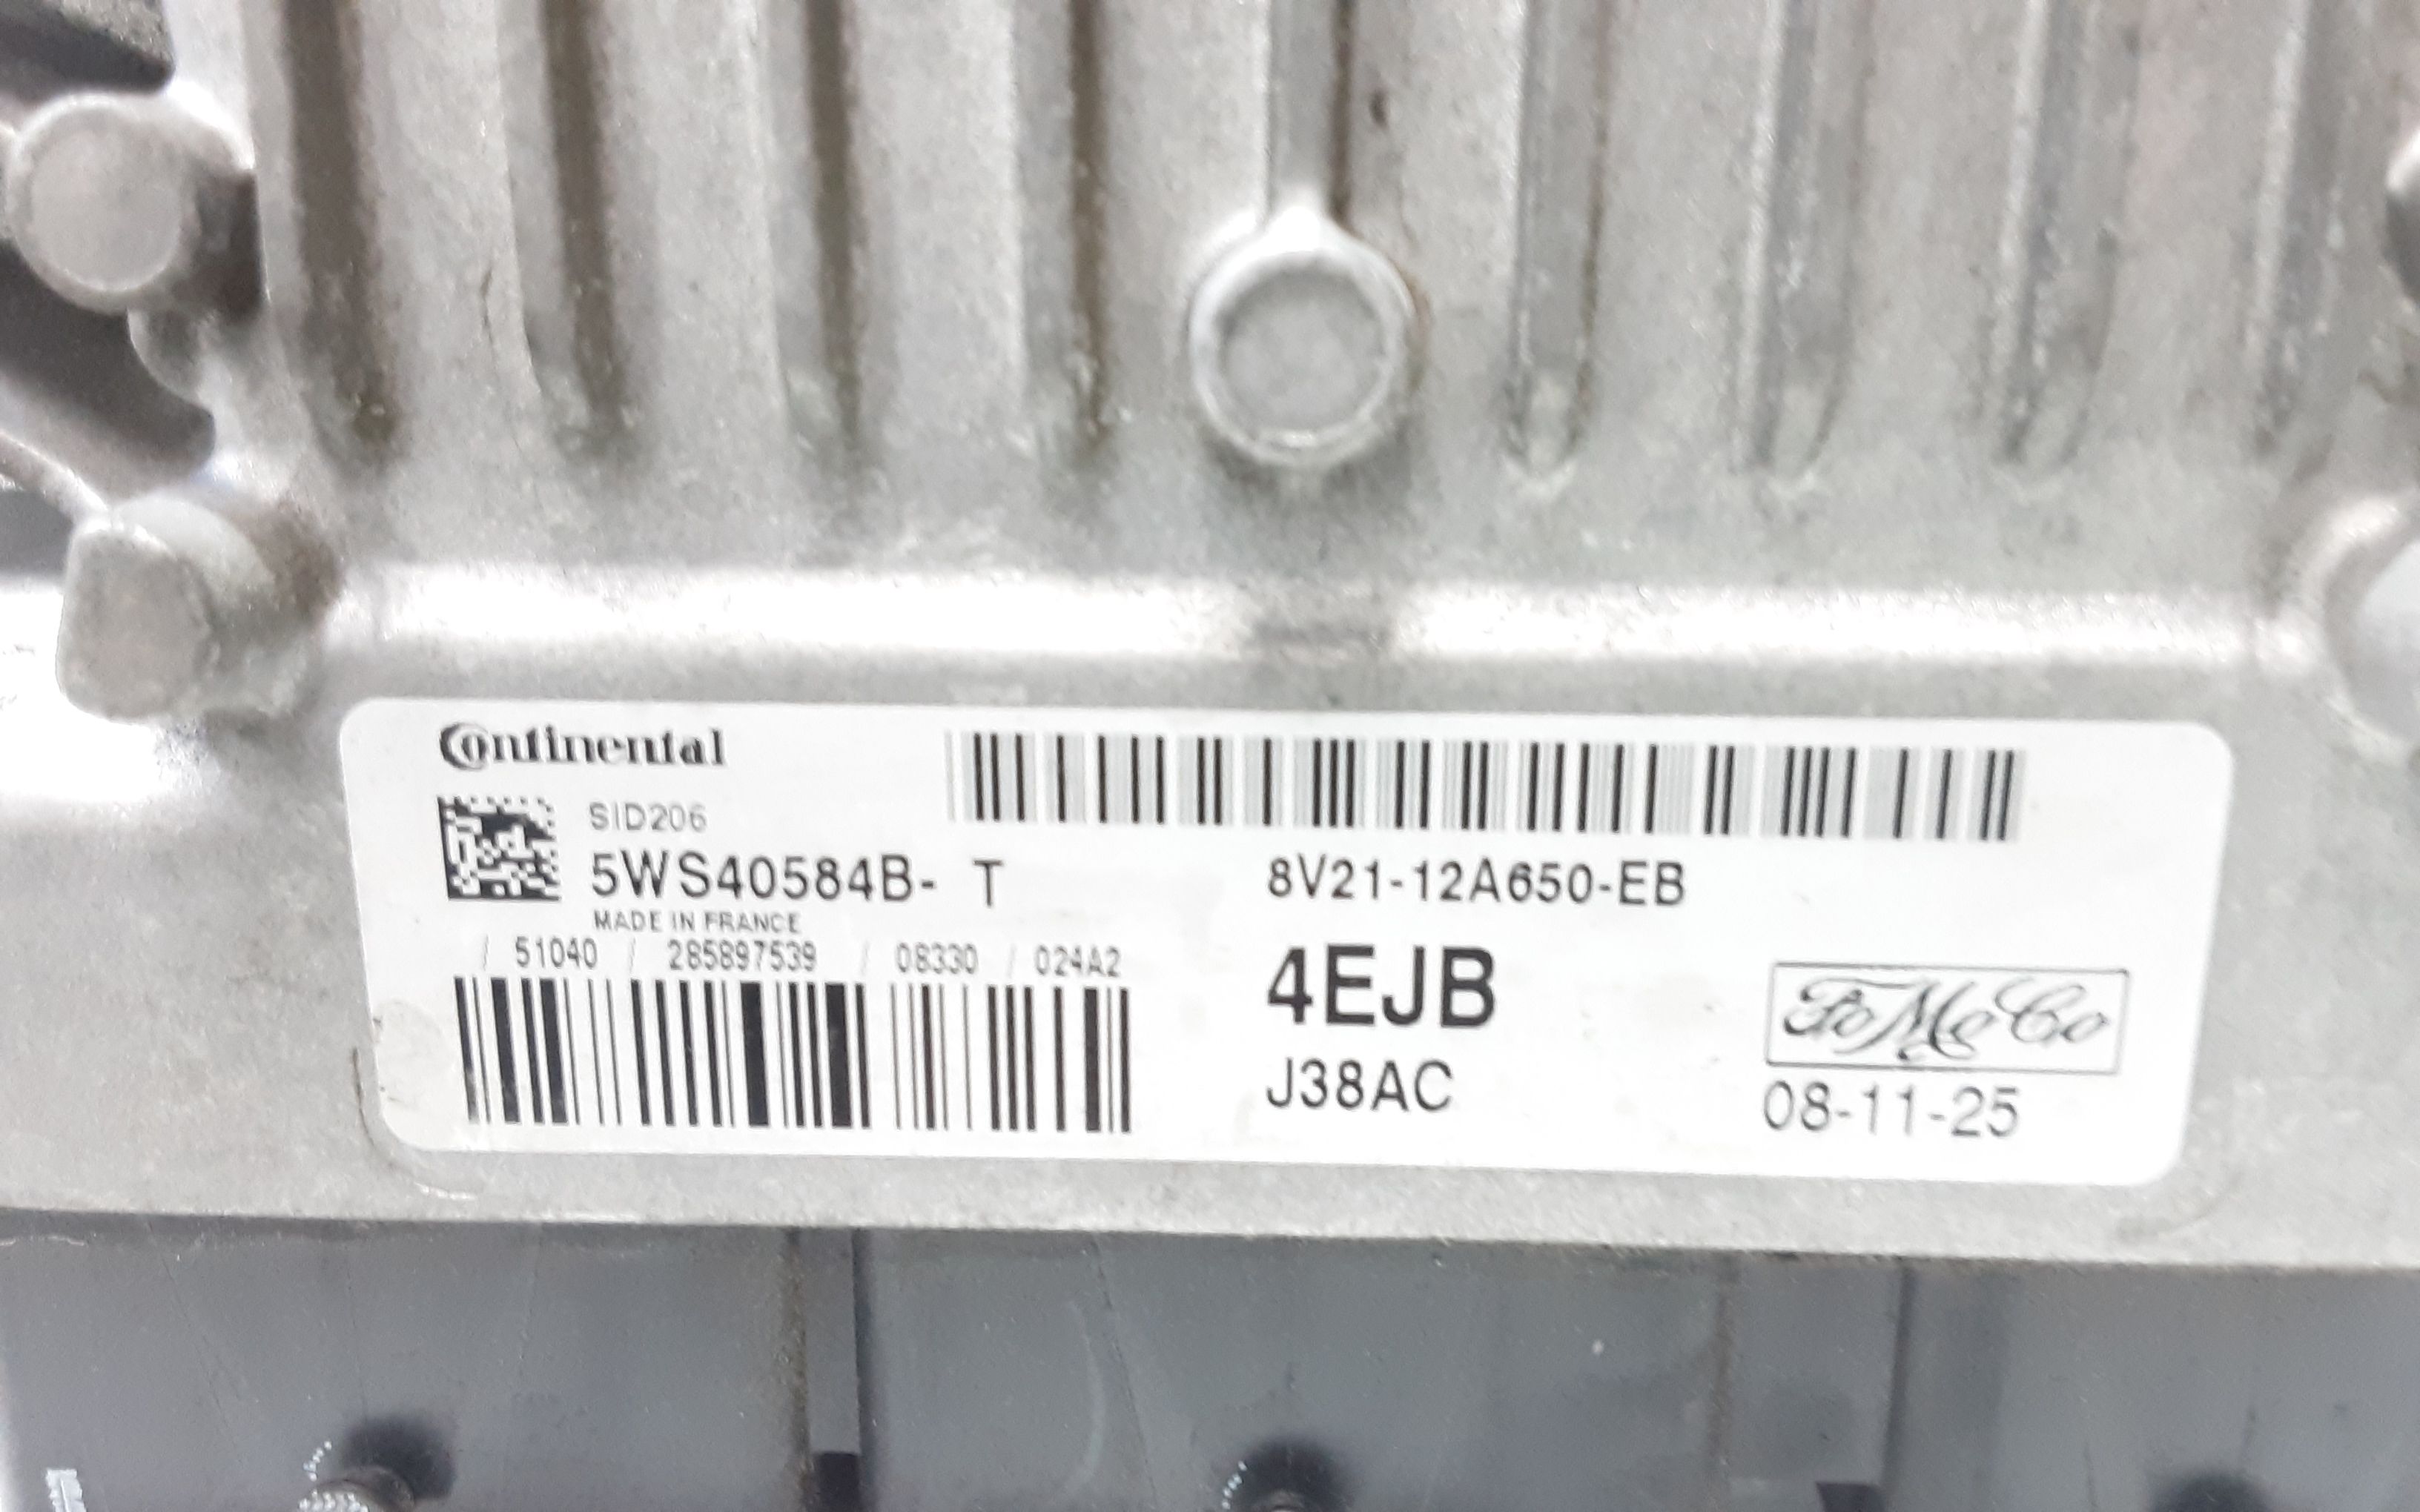 Continental
SID206
5WS40584B- T
MADE IN FRANCE
/ 51040 / 285897539 / 08330 / 024A2
8V21-12A650-EB
4EJB
J38AC
FoMoCo
08-11-25